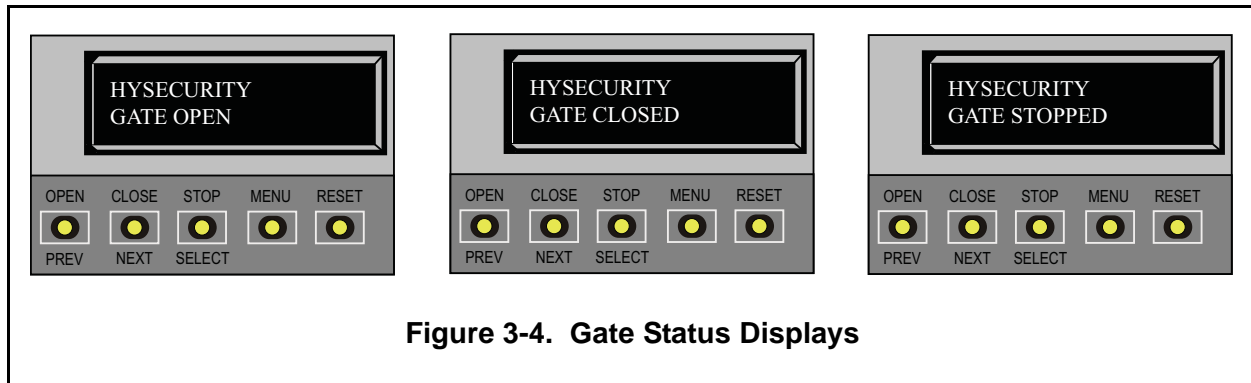 HYSECURITY
GATE OPEN
OPEN CLOSE STOP MENU RESET
PREV NEXT SELECT
HYSECURITY
GATE CLOSED
OPEN CLOSE STOP MENU RESET
PREV NEXT SELECT
HYSECURITY
GATE STOPPED
OPEN CLOSE STOP MENU RESET
PREV NEXT SELECT
Figure 3-4. Gate Status Displays